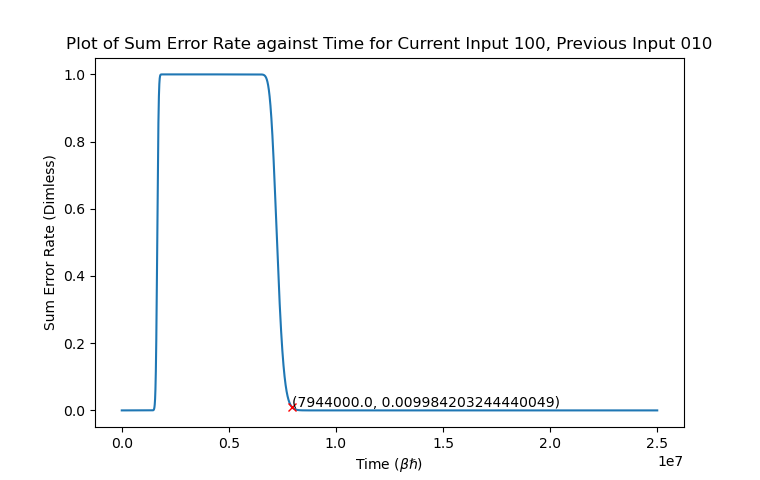 Plot of Sum Error Rate against Time for Current Input 100, Previous Input 010
1.0
0.8
0.6
0.4
0.2
0.0
Sum Error Rate (Dimless)
(7944000.0, 0.009984203244440049)
0.0 0.5 1.0 1.5 2.0 2.5
1e7
Time (βħ)